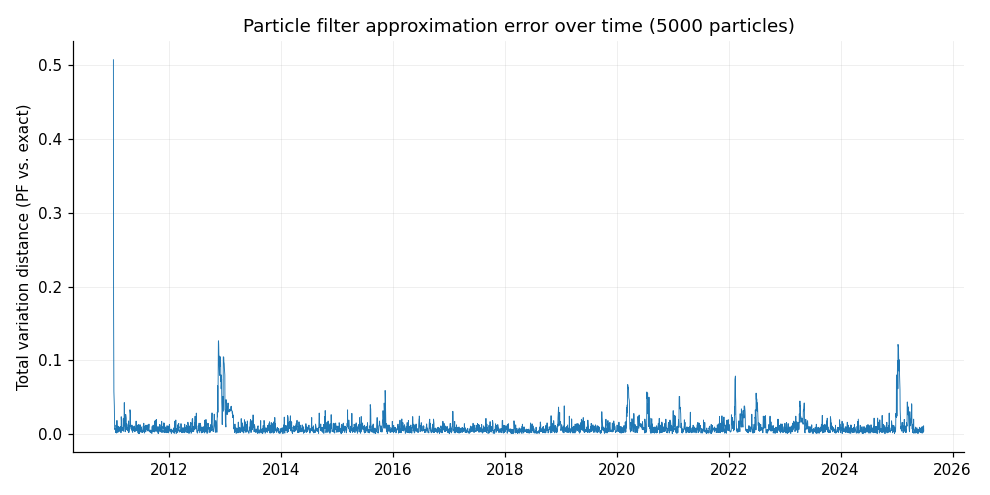 Particle filter approximation error over time (5000 particles)
Total variation distance (PF vs. exact)
0.5
0.4
0.3
0.2
0.1
0.0
2012 2014 2016 2018 2020 2022 2024 2026